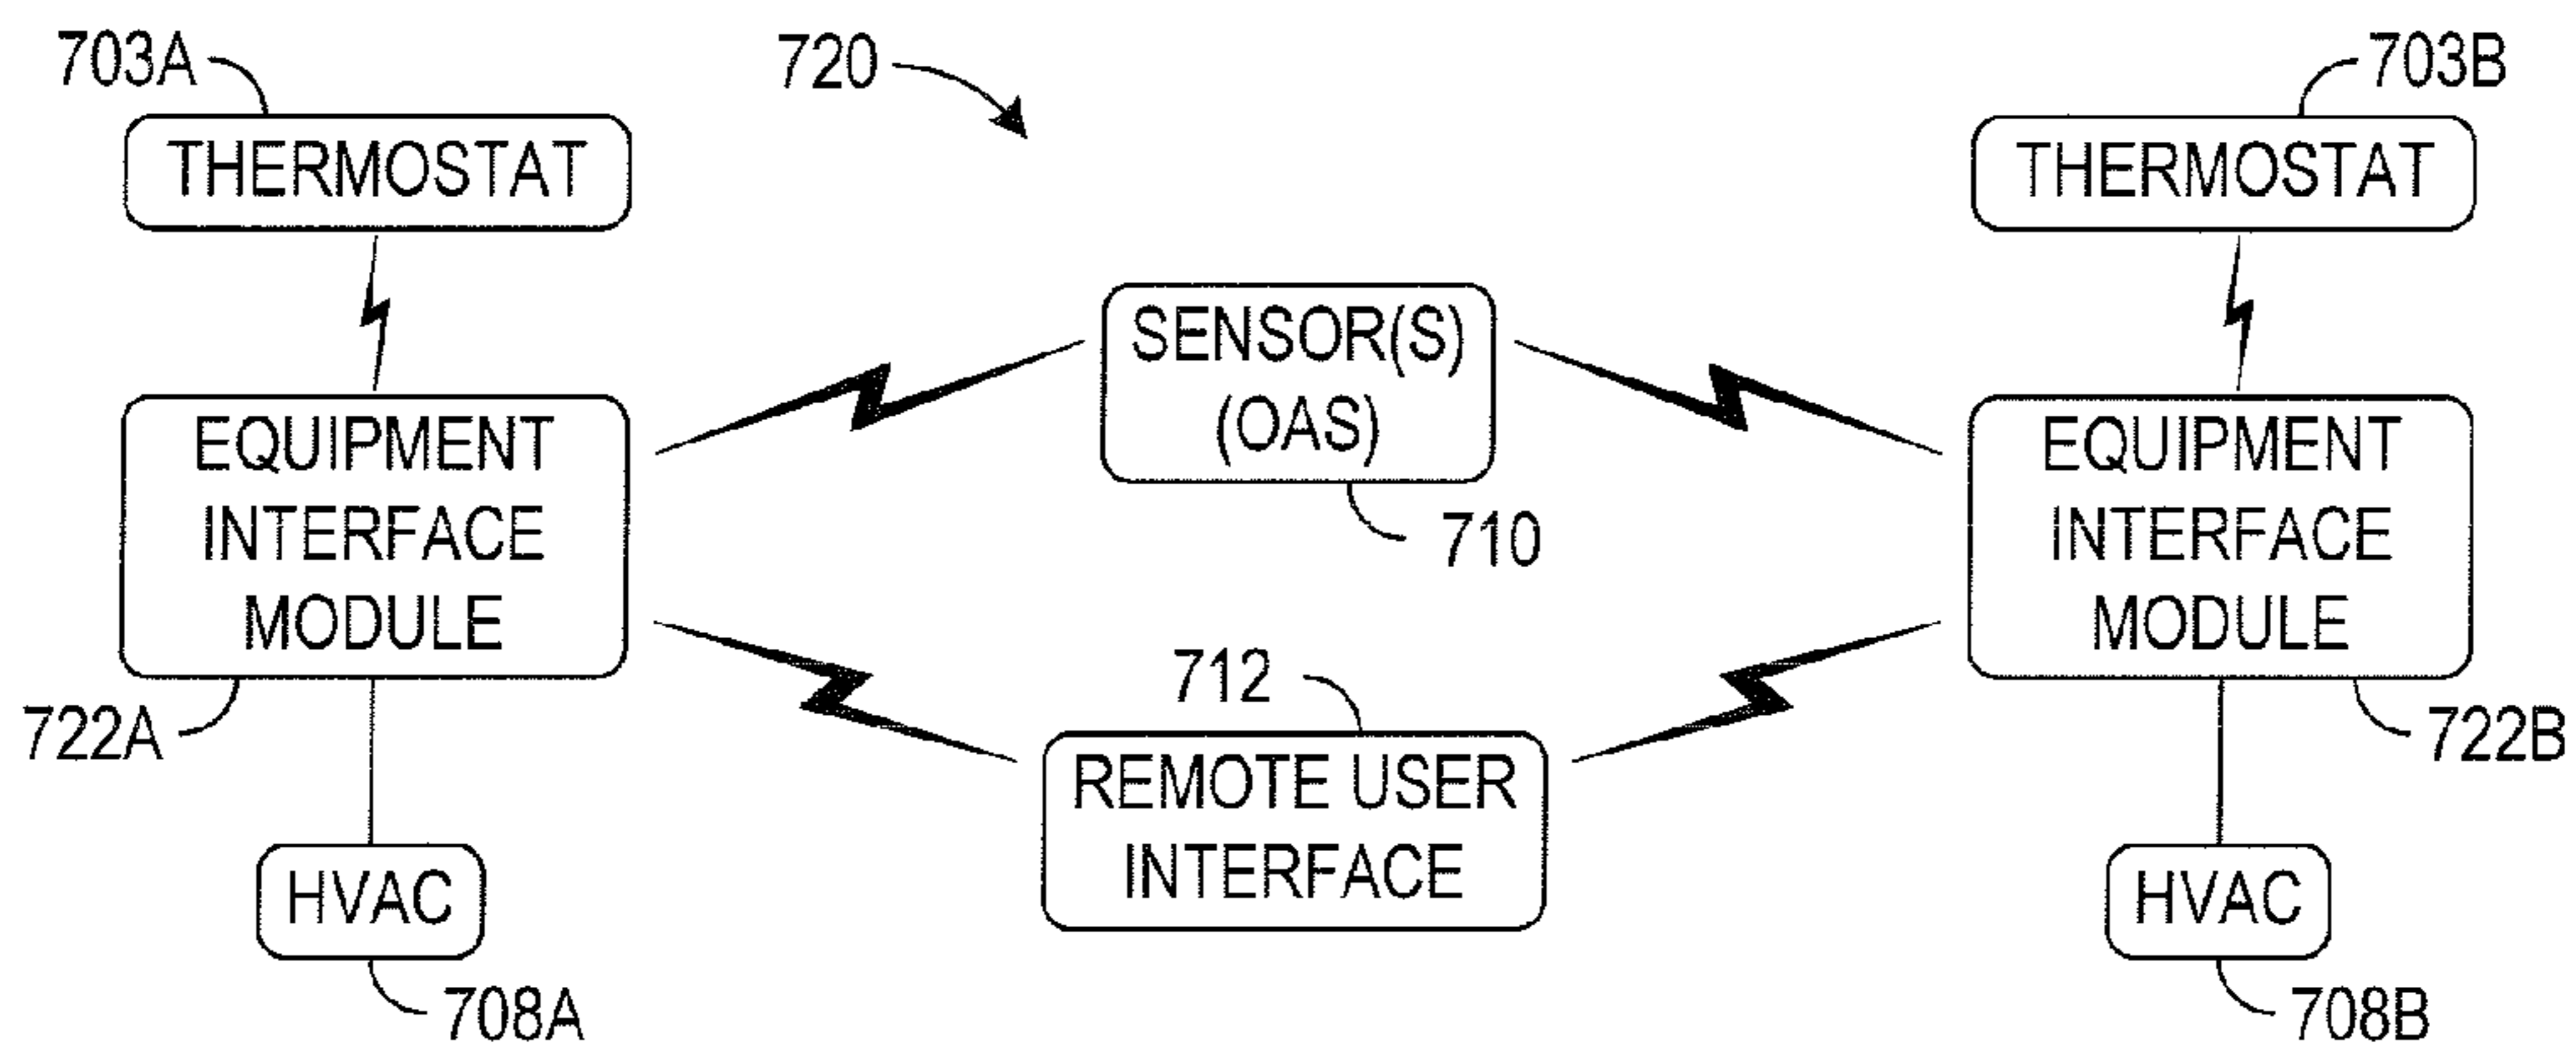 703A
720
703B
THERMOSTAT
THERMOSTAT
SENSOR(S)
(OAS)
710
EQUIPMENT
INTERFACE
MODULE
722A
EQUIPMENT
INTERFACE
MODULE
722B
712
REMOTE USER
INTERFACE
HVAC
708A
HVAC
708B